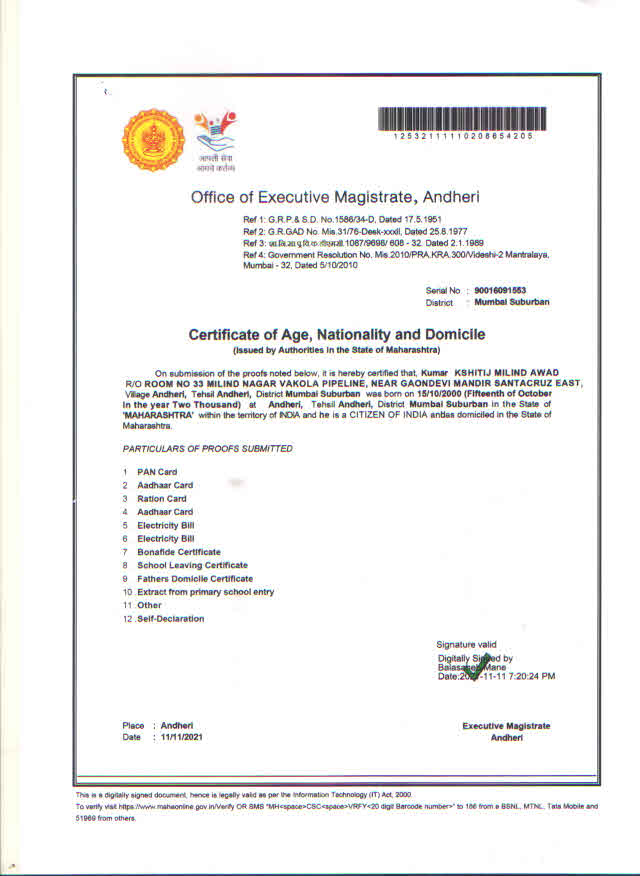 आपली सेवा
आमचे कर्तव्य
12532111110208654205
Office of Executive Magistrate, Andheri
Ref 1: G.R.P.& S.D. No.1586/34-D, Dated 17.5.1951
Ref 2: G.R.GAD No. Mis.31/76-Desk-xxxii, Dated 25.8.1977
Ref 3: शा.नि.सा.प्र.वि.क्र.टीएमसी.1087/9698/ 608 - 32. Dated 2.1.1989
Ref 4: Government Resolution No. Mis.2010/PRA.KRA.300/Videshi-2 Mantralaya,
Mumbai - 32, Dated 5/10/2010
Serial No. : 90016091553
District : Mumbai Suburban
Certificate of Age, Nationality and Domicile
(Issued by Authorities in the State of Maharashtra)
On submission of the proofs noted below, it is hereby certified that, Kumar KSHITIJ MILIND AWAD
R/O ROOM NO 33 MILIND NAGAR VAKOLA PIPELINE, NEAR GAONDEVI MANDIR SANTACRUZ EAST,
Village Andheri, Tehsil Andheri, District Mumbai Suburban was born on 15/10/2000 (Fifteenth of October
in the year Two Thousand) at Andheri, Tehsil Andheri, District Mumbai Suburban in the State of
'MAHARASHTRA' within the territory of INDIA and he is a CITIZEN OF INDIA and\as domiciled in the State of
Maharashtra.
PARTICULARS OF PROOFS SUBMITTED
1 PAN Card
2 Aadhaar Card
3 Ration Card
4 Aadhaar Card
5 Electricity Bill
6 Electricity Bill
7 Bonafide Certificate
8 School Leaving Certificate
9 Fathers Domicile Certificate
10 .Extract from primary school entry
11 .Other
12 .Self-Declaration
Signature valid
Digitally Signed by
Balasaheb Mane
Date:2021-11-11 7:20:24 PM
Place : Andheri
Date : 11/11/2021
Executive Magistrate
Andheri
This is a digitally signed document, hence is legally valid as per the Information Technology (IT) Act, 2000
To verify visit https://www.mahaonline.gov.in/Verify OR SMS "MH<space>CSC<space>VRFY<20 digit Barcode number>" to 166 from a BSNL, MTNL, Tata Mobile and
51969 from others.